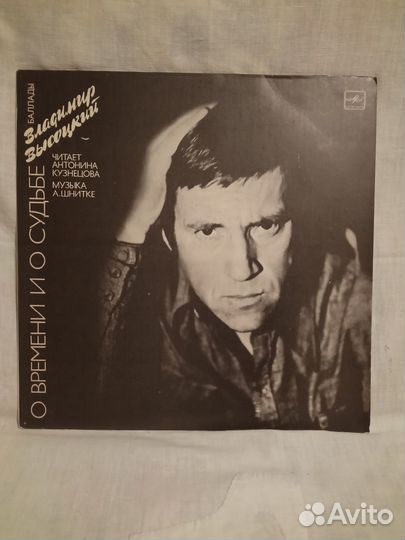 О ВРЕМЕНИ И О СУДЬБЕ
БАЛЛАДЫ
Владимир
Высоцкий
ЧИТАЕТ
АНТОНИНА
КУЗНЕЦОВА
МУЗЫКА
А.ШНИТКЕ
Avito